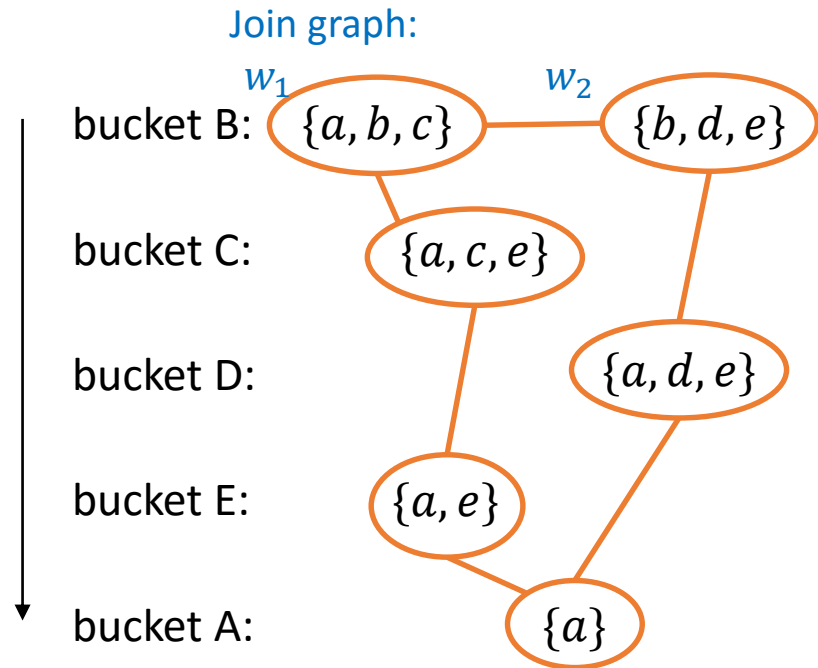 Join graph:
w₁ w₂
bucket B: {a, b, c} {b, d, e}
bucket C: {a, c, e}
bucket D: {a, d, e}
bucket E: {a, e}
bucket A: {a}